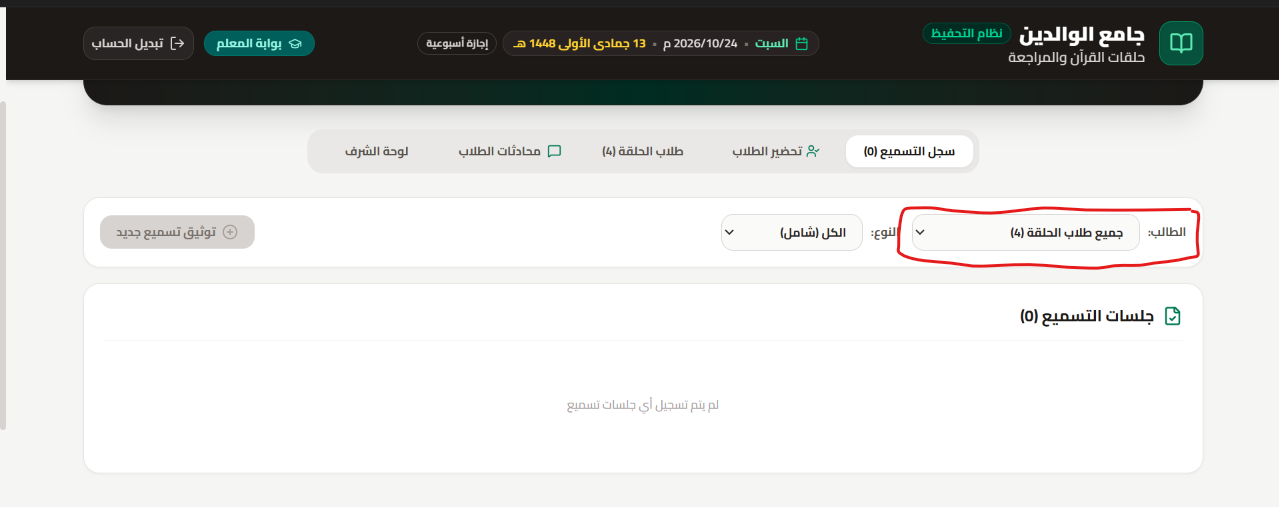 جامع الوالدين نظام التحفيظ
حلقات القرآن والمراجعة
السبت • 2026/10/24 م • 13 جمادى الأولى 1448 هـ
إجازة أسبوعية
بوابة المعلم
تبديل الحساب
سجل التسميع (0)
تحضير الطلاب
طلاب الحلقة (4)
محادثات الطلاب
لوحة الشرف
الطالب: جميع طلاب الحلقة (4)
النوع: الكل (شامل)
توثيق تسميع جديد
جلسات التسميع (0)
لم يتم تسجيل أي جلسات تسميع